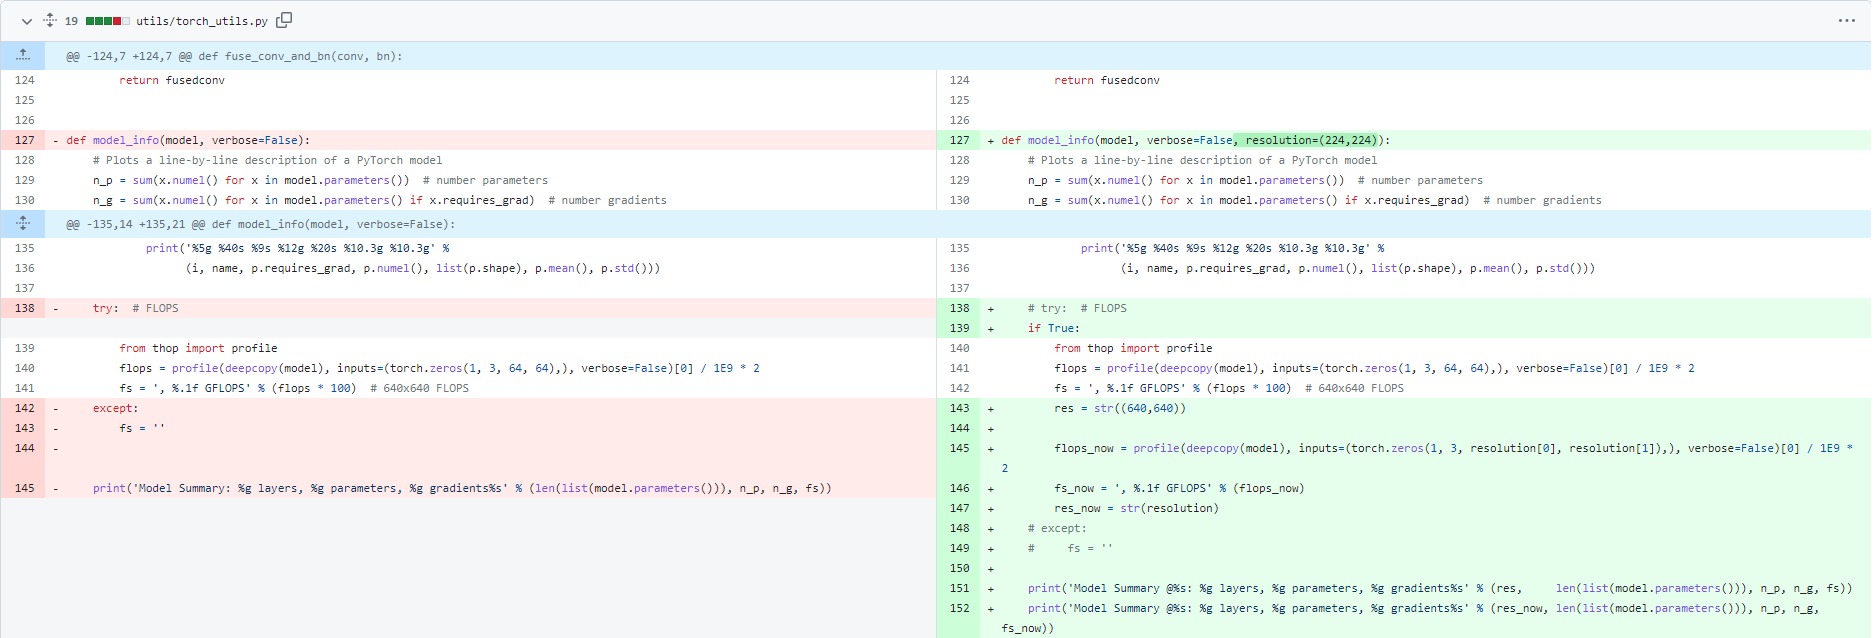 19 utils/torch_utils.py
@@ -124,7 +124,7 @@ def fuse_conv_and_bn(conv, bn):
124 return fusedconv
125
126
127 - def model_info(model, verbose=False):
128 # Plots a line-by-line description of a PyTorch model
129 n_p = sum(x.numel() for x in model.parameters())  # number parameters
130 n_g = sum(x.numel() for x in model.parameters() if x.requires_grad)  # number gradients
@@ -135,14 +135,21 @@ def model_info(model, verbose=False):
135 print('%5g %40s %9s %12g %20s %10.3g %10.3g' %
136 (i, name, p.requires_grad, p.numel(), list(p.shape), p.mean(), p.std()))
137
138 - try:  # FLOPS
139 from thop import profile
140 flops = profile(deepcopy(model), inputs=(torch.zeros(1, 3, 64, 64),), verbose=False)[0] / 1E9 * 2
141 fs = ', %.1f GFLOPS' % (flops * 100)  # 640x640 FLOPS
142 - except:
143 - fs = ''
144 -
145 - print('Model Summary: %g layers, %g parameters, %g gradients%s' % (len(list(model.parameters())), n_p, n_g, fs))
124 return fusedconv
125
126
127 + def model_info(model, verbose=False, resolution=(224,224)):
128 # Plots a line-by-line description of a PyTorch model
129 n_p = sum(x.numel() for x in model.parameters())  # number parameters
130 n_g = sum(x.numel() for x in model.parameters() if x.requires_grad)  # number gradients
135 print('%5g %40s %9s %12g %20s %10.3g %10.3g' %
136 (i, name, p.requires_grad, p.numel(), list(p.shape), p.mean(), p.std()))
137
138 + # try:  # FLOPS
139 + if True:
140 from thop import profile
141 flops = profile(deepcopy(model), inputs=(torch.zeros(1, 3, 64, 64),), verbose=False)[0] / 1E9 * 2
142 fs = ', %.1f GFLOPS' % (flops * 100)  # 640x640 FLOPS
143 + res = str((640,640))
144 +
145 + flops_now = profile(deepcopy(model), inputs=(torch.zeros(1, 3, resolution[0], resolution[1]),), verbose=False)[0] / 1E9 *
2
146 + fs_now = ', %.1f GFLOPS' % (flops_now)
147 + res_now = str(resolution)
148 + # except:
149 + #     fs = ''
150 +
151 + print('Model Summary @%s: %g layers, %g parameters, %g gradients%s' % (res,     len(list(model.parameters())), n_p, n_g, fs))
152 + print('Model Summary @%s: %g layers, %g parameters, %g gradients%s' % (res_now, len(list(model.parameters())), n_p, n_g,
fs_now))